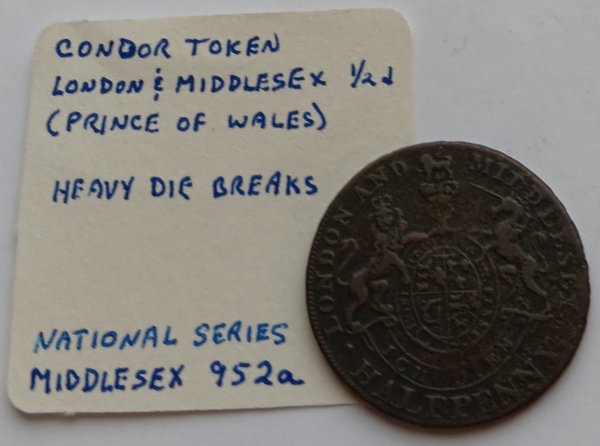 CONDOR TOKEN
LONDON & MIDDLESEX 1/2 d
(PRINCE OF WALES)
HEAVY DIE BREAKS
NATIONAL SERIES
MIDDLESEX 952a
LONDON AND MIDDLESEX
HALFPENNY